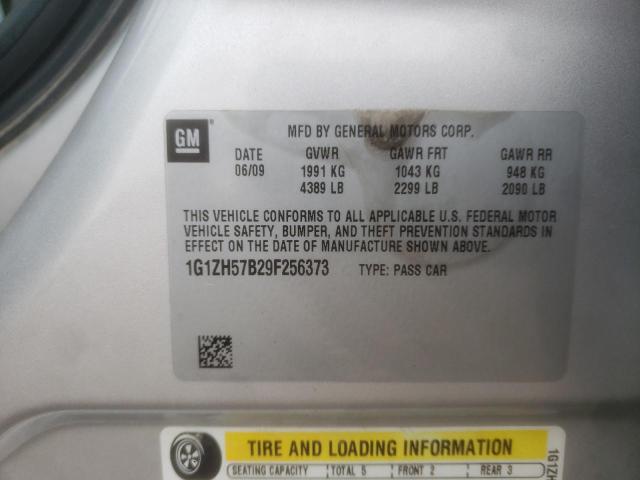 GM
MFD BY GENERAL MOTORS CORP.
DATE GVWR GAWR FRT GAWR RR
06/09 1991 KG 1043 KG 948 KG
4389 LB 2299 LB 2090 LB
THIS VEHICLE CONFORMS TO ALL APPLICABLE U.S. FEDERAL MOTOR
VEHICLE SAFETY, BUMPER, AND THEFT PREVENTION STANDARDS IN
EFFECT ON THE DATE OF MANUFACTURE SHOWN ABOVE.
1G1ZH57B29F256373 TYPE: PASS CAR
TIRE AND LOADING INFORMATION
SEATING CAPACITY TOTAL 5 FRONT 2 REAR 3
1G1ZH